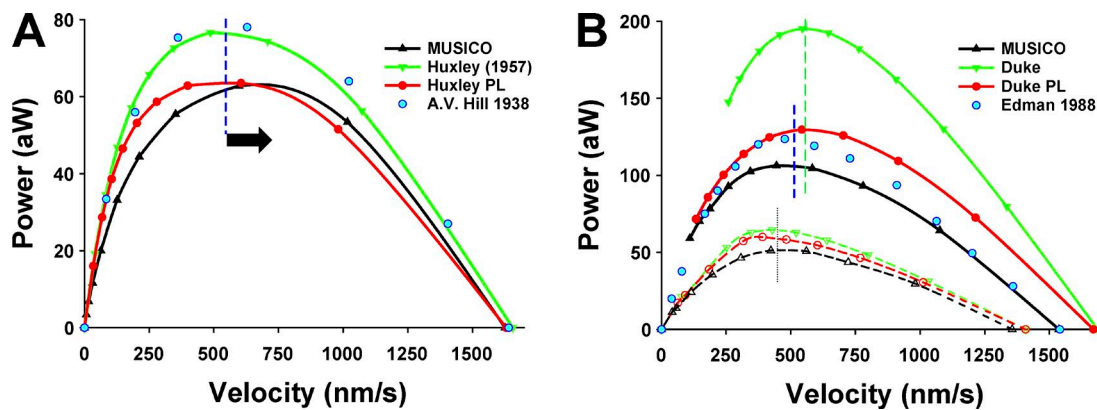 A
Power (aW)
80
60
40
20
0
0 250 500 750 1000 1250 1500
Velocity (nm/s)
MUSICO
Huxley (1957)
Huxley PL
A.V. Hill 1938
B
Power (aW)
200
150
100
50
0
0 250 500 750 1000 1250 1500
Velocity (nm/s)
MUSICO
Duke
Duke PL
Edman 1988